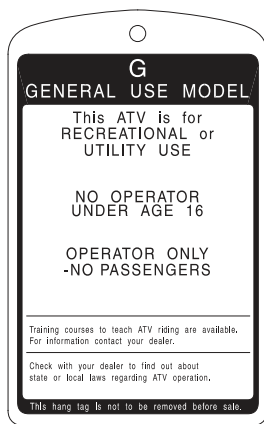 G
GENERAL USE MODEL
This ATV is for
RECREATIONAL or
UTILITY USE
NO OPERATOR
UNDER AGE 16
OPERATOR ONLY
-NO PASSENGERS
Training courses to teach ATV riding are available.
For information contact your dealer.
Check with your dealer to find out about
state or local laws regarding ATV operation.
This hang tag is not to be removed before sale.